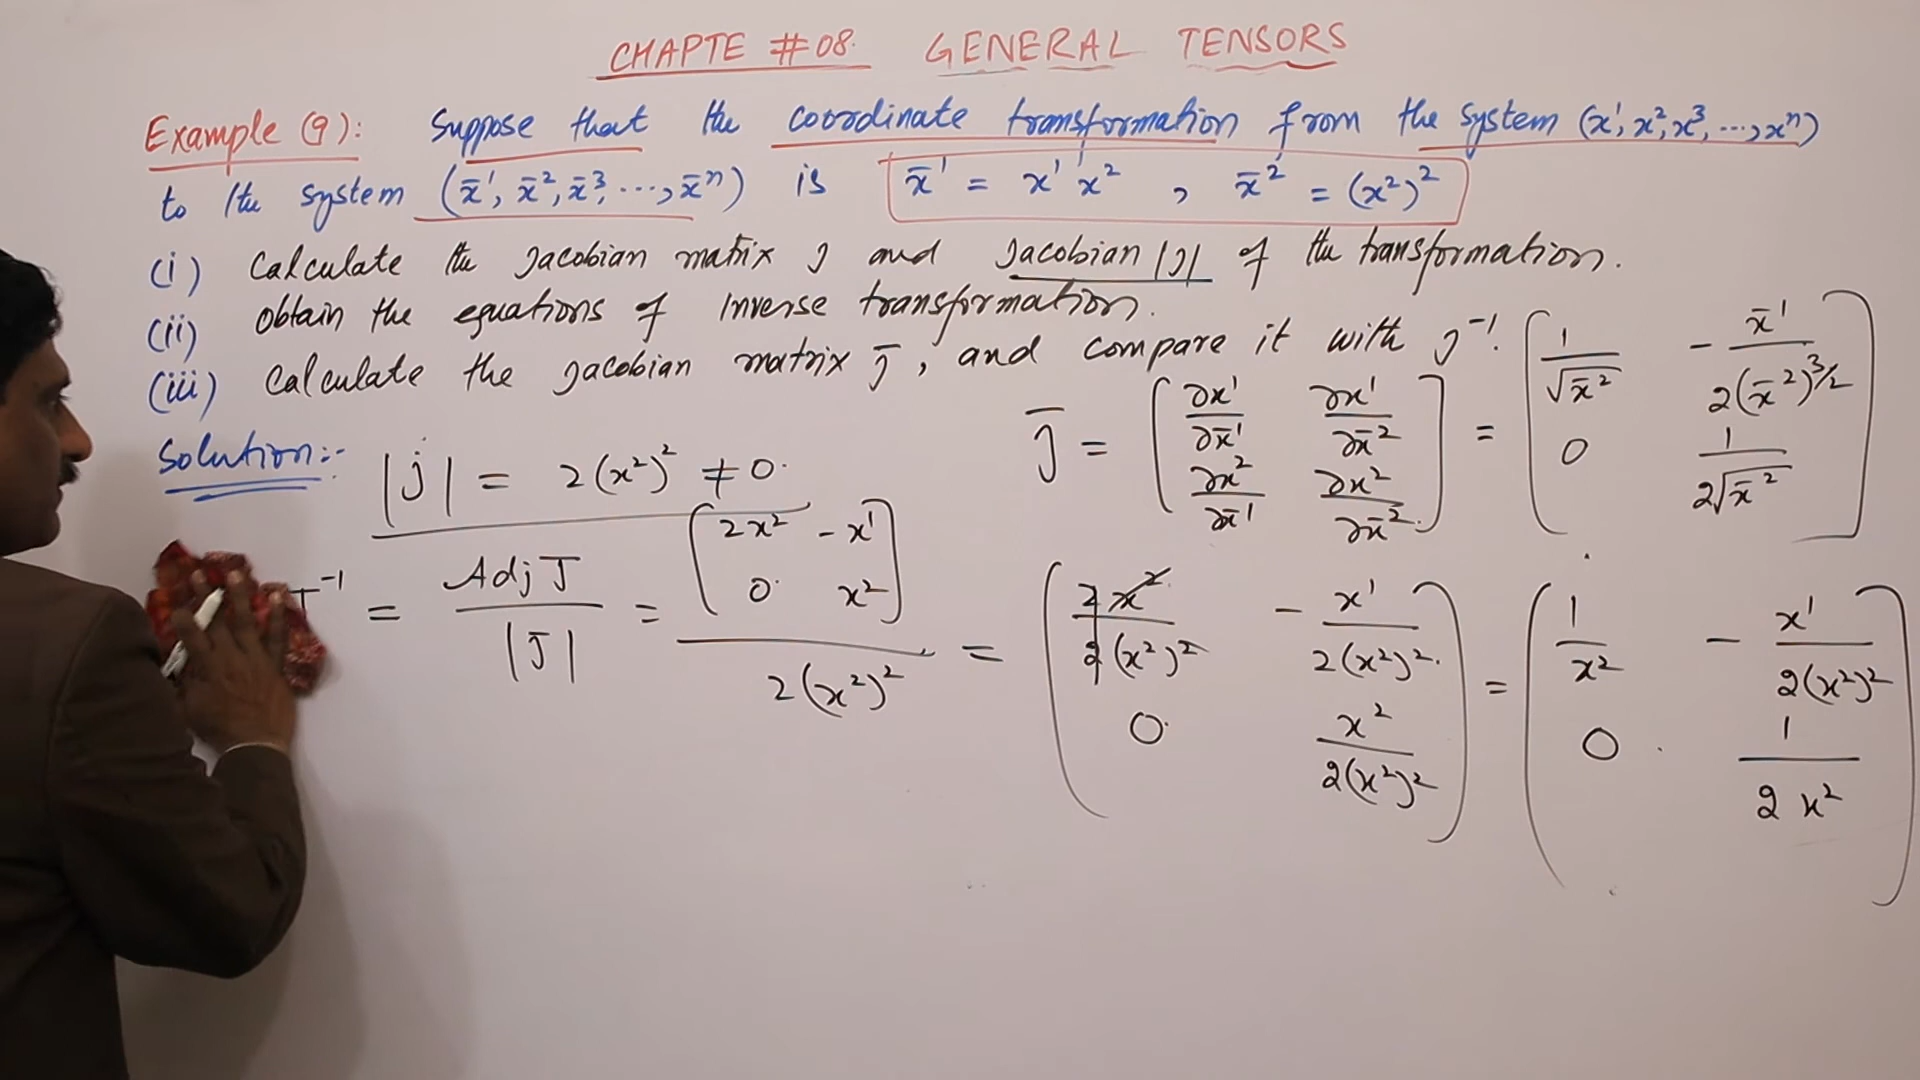 CHAPTE #08. GENERAL TENSORS
Example (9): Suppose that the coordinate transformation from the system (x¹, x², x³, ..., xⁿ)
to the system (x̄¹, x̄², x̄³, ..., x̄ⁿ) is x̄¹ = x¹ x² , x̄² = (x²)²
(i) Calculate the Jacobian matrix J and Jacobian |J| of the transformation.
(ii) obtain the equations of inverse transformation.
(iii) Calculate the Jacobian matrix J̄, and compare it with J⁻¹.
J̄ = ( ∂x¹/∂x̄¹ ∂x¹/∂x̄² ; ∂x²/∂x̄¹ ∂x²/∂x̄² ) = ( 1/√x̄² - x̄¹/2(x̄²)^3/2 ; 0 1/2√x̄² )
Solution:-
|J| = 2(x²)² ≠ 0.
J⁻¹ = Adj J / |J| = [ 2x² - x¹ ; 0 x² ] / 2(x²)² = ( 2x²/2(x²)² - x¹/2(x²)² ; 0 x²/2(x²)² ) = ( 1/x² - x¹/2(x²)² ; 0 1/2x² )